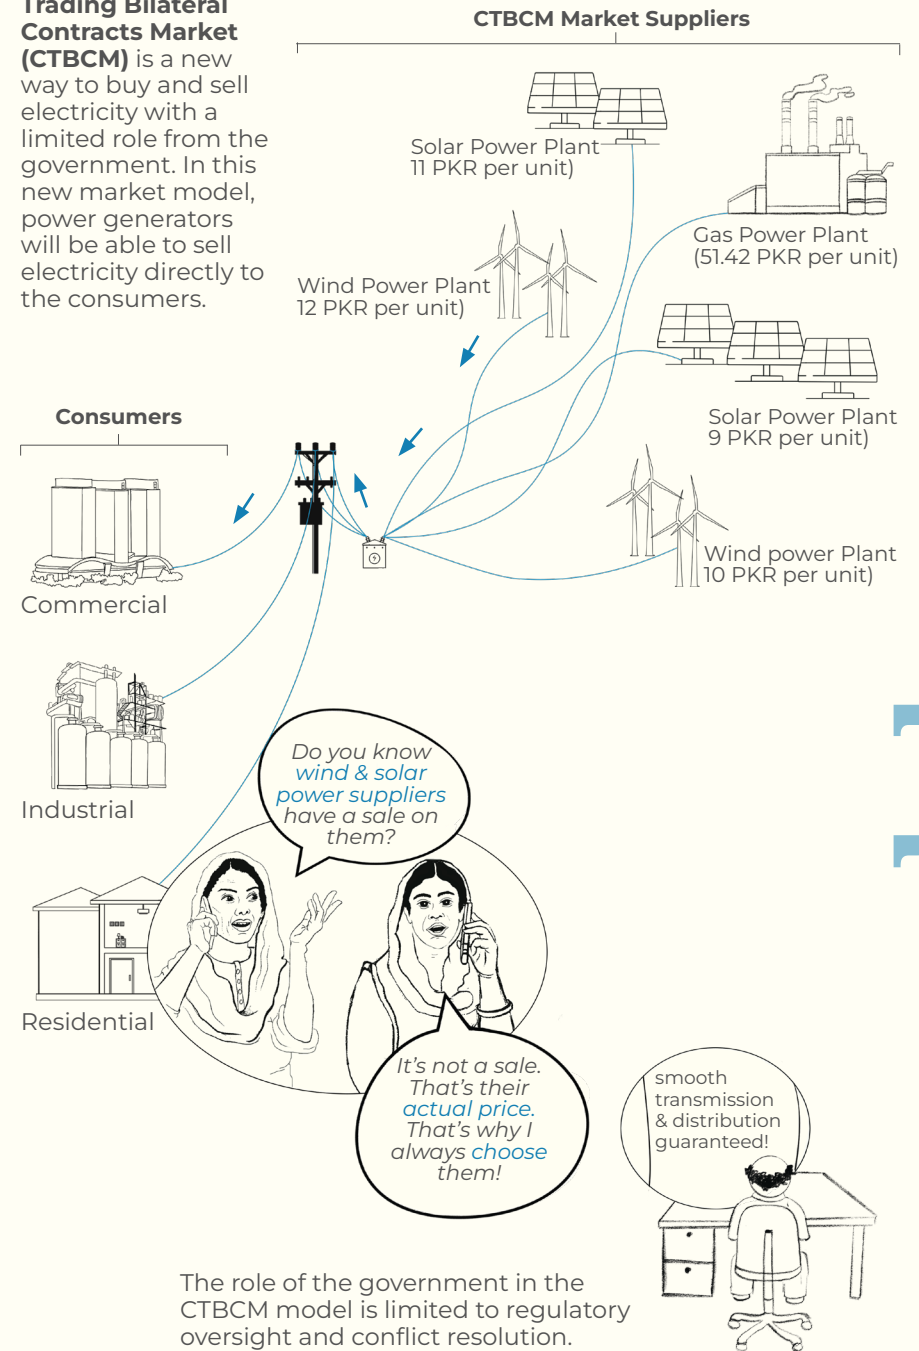 Trading Bilateral
Contracts Market
(CTBCM) is a new
way to buy and sell
electricity with a
limited role from the
government. In this
new market model,
power generators
will be able to sell
electricity directly to
the consumers.
CTBCM Market Suppliers
Solar Power Plant
11 PKR per unit)
Gas Power Plant
(51.42 PKR per unit)
Wind Power Plant
12 PKR per unit)
Solar Power Plant
9 PKR per unit)
Wind power Plant
10 PKR per unit)
Consumers
Commercial
Industrial
Residential
Do you know
wind & solar
power suppliers
have a sale on
them?
It's not a sale.
That's their
actual price.
That's why I
always choose
them!
smooth
transmission
& distribution
guaranteed!
The role of the government in the
CTBCM model is limited to regulatory
oversight and conflict resolution.